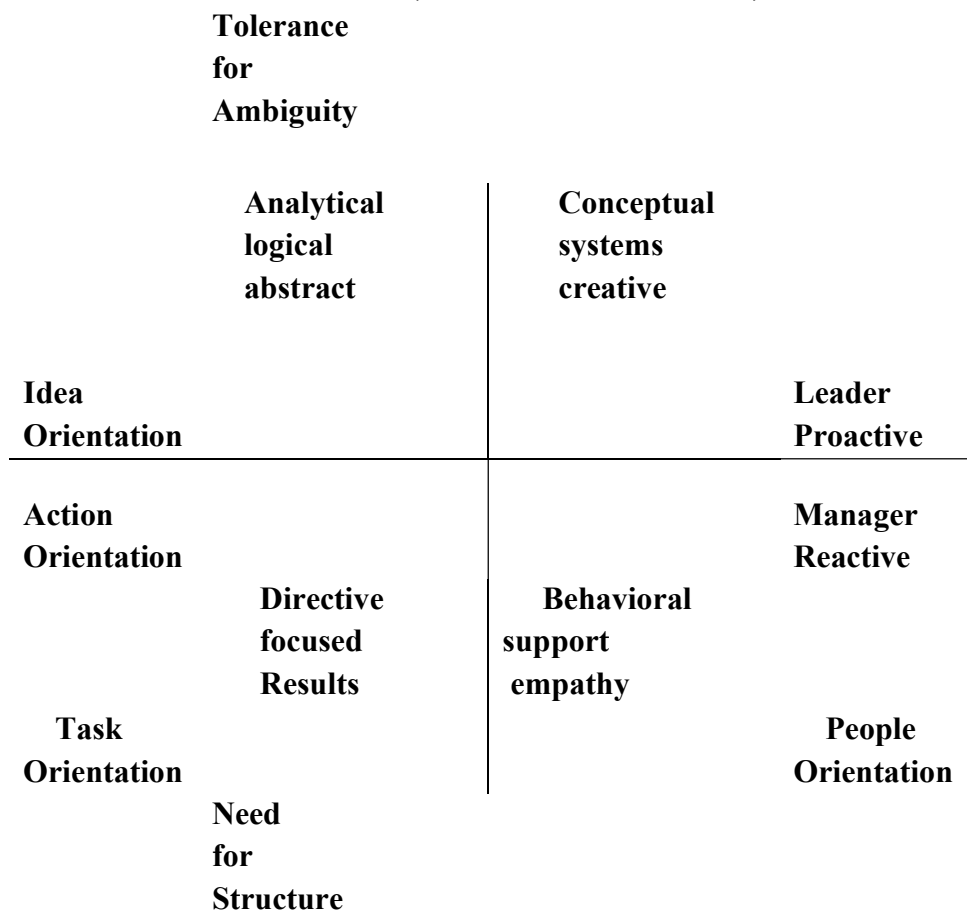 Tolerance
for
Ambiguity
Analytical
logical
abstract
Conceptual
systems
creative
Idea
Orientation
Leader
Proactive
Action
Orientation
Manager
Reactive
Directive
focused
Results
Behavioral
support
empathy
Task
Orientation
People
Orientation
Need
for
Structure